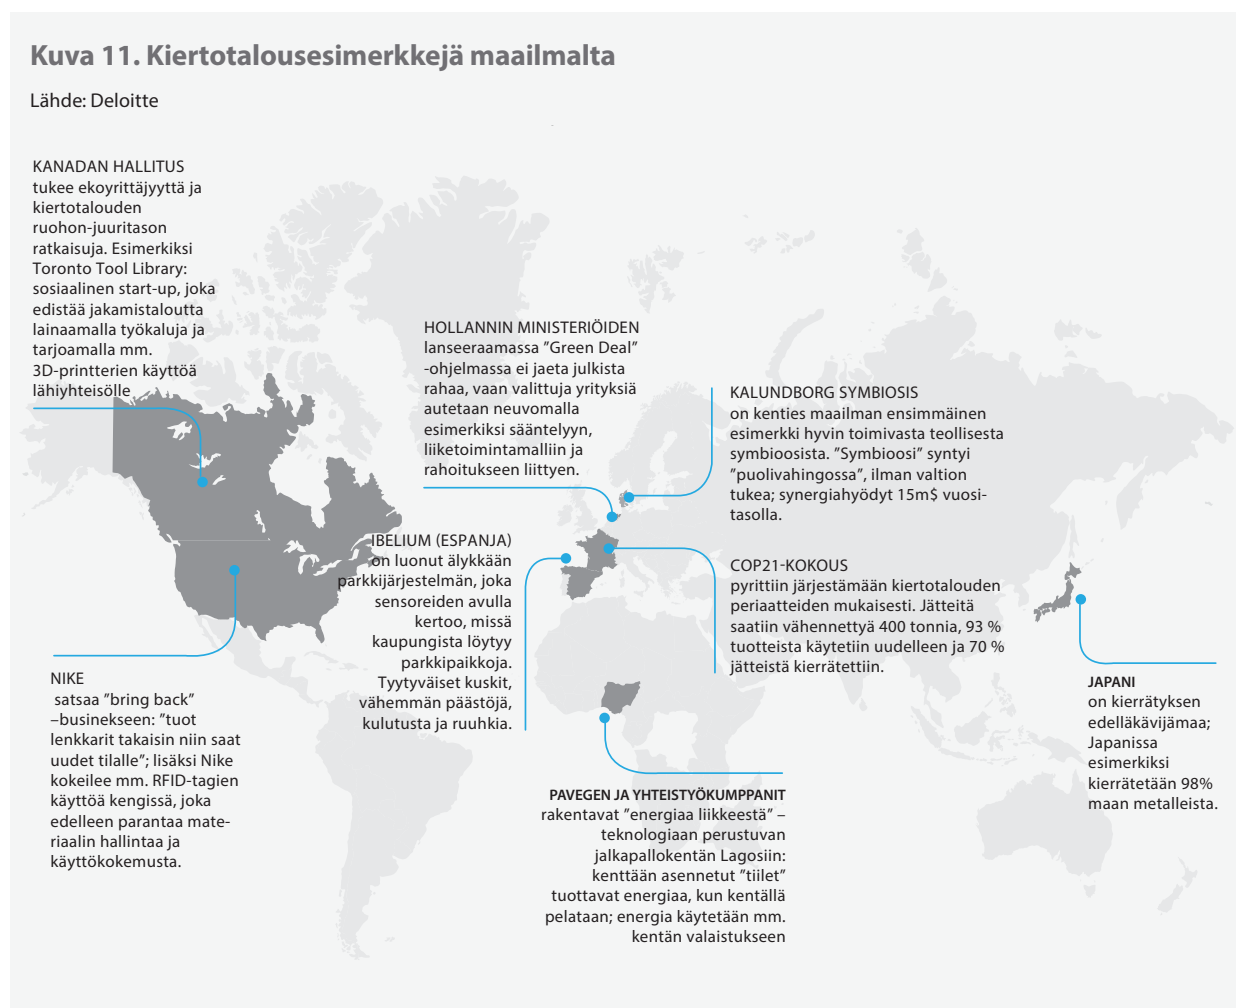 Kuva 11. Kiertotalousesimerkkejä maailmalta
Lähde: Deloitte
KANADAN HALLITUS
tukee ekoyrittäjyyttä ja
kiertotalouden
ruohon-juuritason
ratkaisuja. Esimerkiksi
Toronto Tool Library:
sosiaalinen start-up, joka
edistää jakamistaloutta
lainaamalla työkaluja ja
tarjoamalla mm.
3D-printterien käyttöä
lähiyhteisölle
HOLLANNIN MINISTERIÖIDEN
lanseeraamassa ”Green Deal”
-ohjelmassa ei jaeta julkista
rahaa, vaan valittuja yrityksiä
autetaan neuvomalla
esimerkiksi sääntelyyn,
liiketoimintamalliin ja
rahoitukseen liittyen.
KALUNDBORG SYMBIOSIS
on kenties maailman ensimmäinen
esimerkki hyvin toimivasta teollisesta
symbioosista. ”Symbioosi” syntyi
”puolivahingossa”, ilman valtion
tukea; synergiahyödyt 15m$ vuosi-
tasolla.
IBELIUM (ESPANJA)
on luonut älykkään
parkkijärjestelmän, joka
sensoreiden avulla
kertoo, missä
kaupungista löytyy
parkkipaikkoja.
Tyytyväiset kuskit,
vähemmän päästöjä,
kulutusta ja ruuhkia.
COP21-KOKOUS
pyrittiin järjestämään kiertotalouden
periaatteiden mukaisesti. Jätteitä
saatiin vähennettyä 400 tonnia, 93 %
tuotteista käytetiin uudelleen ja 70 %
jätteistä kierrätettiin.
NIKE
satsaa ”bring back”
–businekseen: ”tuot
lenkkarit takaisin niin saat
uudet tilalle”; lisäksi Nike
kokeilee mm. RFID-tagien
käyttöä kengissä, joka
edelleen parantaa mate-
riaalin hallintaa ja
käyttökokemusta.
JAPANI
on kierrätyksen
edelläkävijämaa;
Japanissa
esimerkiksi
kierrätetään 98%
maan metalleista.
PAVEGEN JA YHTEISTYÖKUMPPANIT
rakentavat ”energiaa liikkeestä” –
teknologiaan perustuvan
jalkapallokentän Lagosiin:
kenttään asennetut ”tiilet”
tuottavat energiaa, kun kentällä
pelataan; energia käytetään mm.
kentän valaistukseen